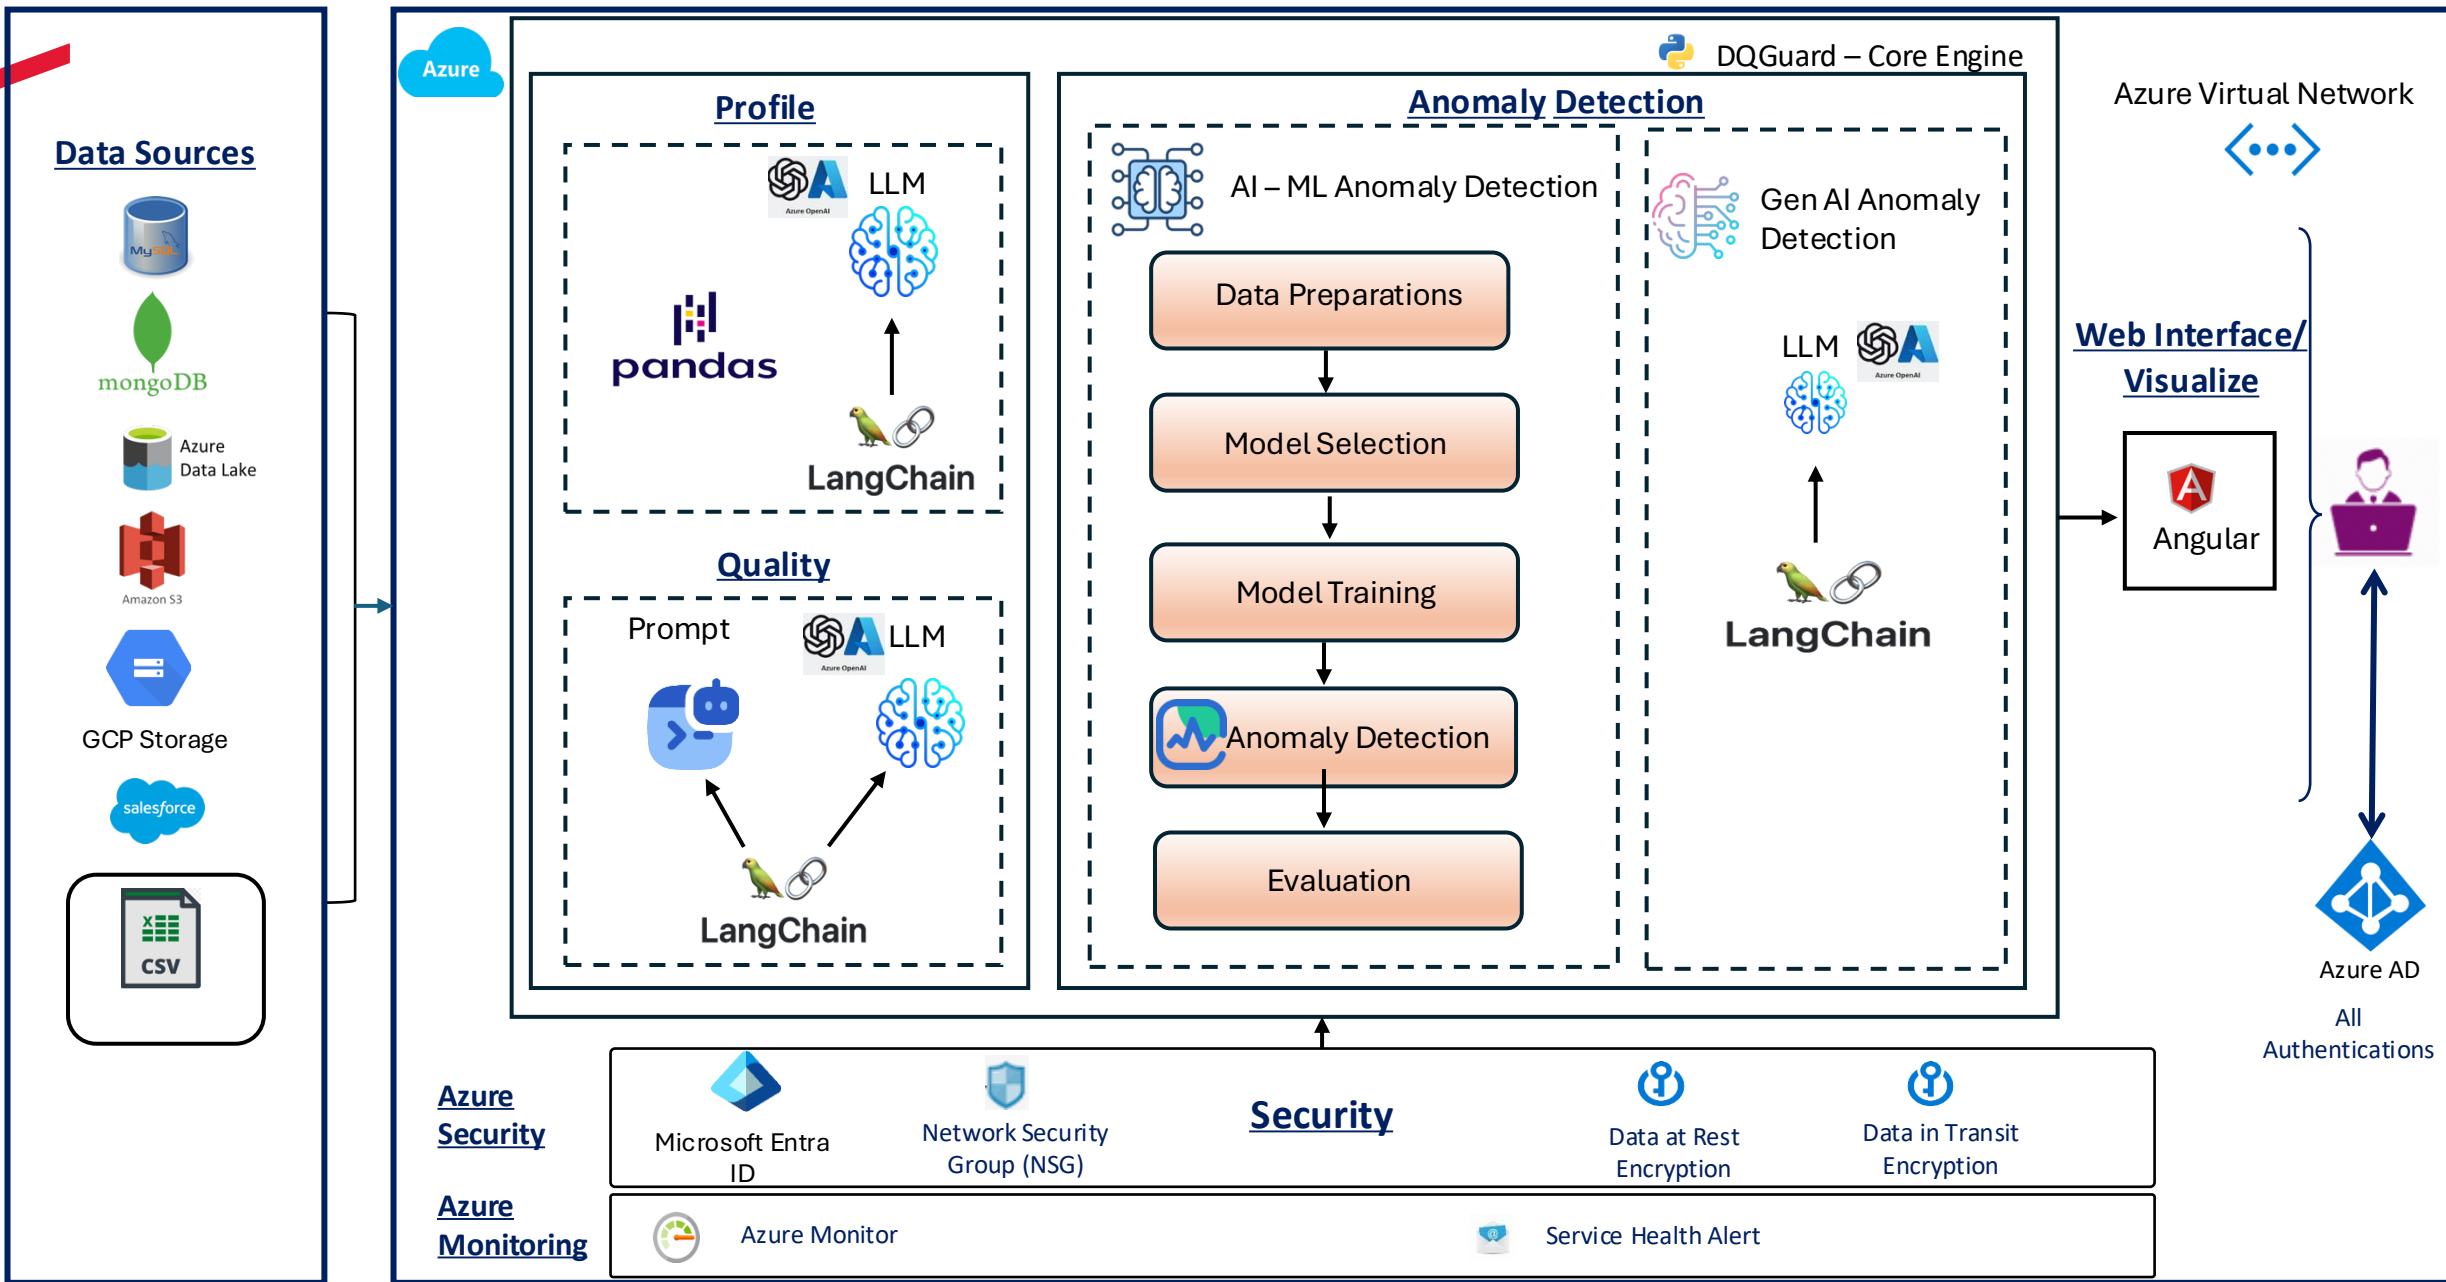 Data Sources
MySQL
mongoDB
Azure
Data Lake
Amazon S3
GCP Storage
salesforce
CSV
Azure
DQGuard – Core Engine
Profile
Azure OpenAI
LLM
pandas
LangChain
Quality
Prompt
Azure OpenAI
LLM
LangChain
Anomaly Detection
AI – ML Anomaly Detection
Data Preparations
Model Selection
Model Training
Anomaly Detection
Evaluation
Gen AI Anomaly
Detection
LLM
Azure OpenAI
LangChain
Azure Virtual Network
Web Interface/
Visualize
Angular
Azure AD
All
Authentications
Azure
Security
Microsoft Entra
ID
Network Security
Group (NSG)
Security
Data at Rest
Encryption
Data in Transit
Encryption
Azure
Monitoring
Azure Monitor
Service Health Alert